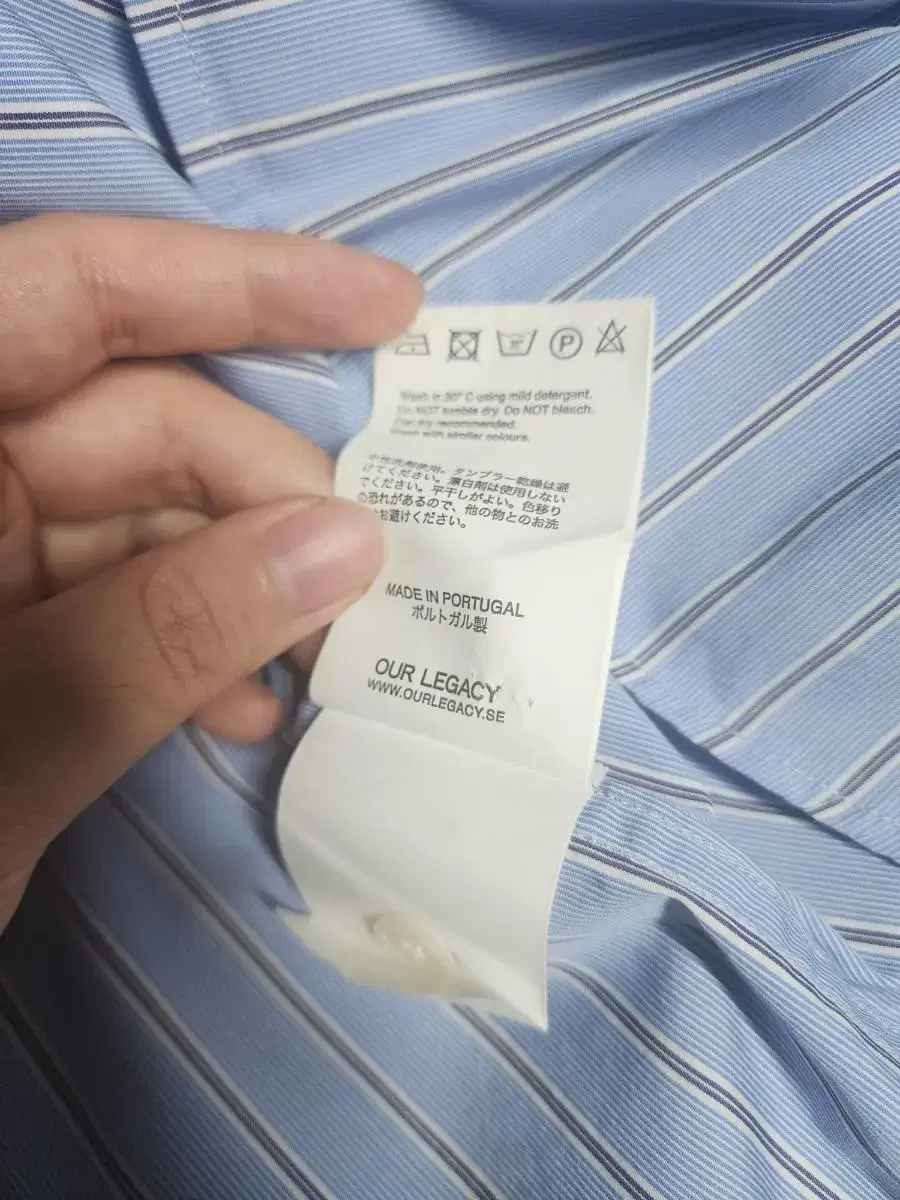 30°
P
Wash in 30° C using mild detergent.
Do NOT tumble dry. Do NOT bleach.
dry recommended.
Wash with similar colours.
中性洗剤使用。タンブラー乾燥は避
けてください。漂白剤は使用しない
でください。平干しがよい。色移り
の恐れがあるので、他の物とのお洗
お避けください。
MADE IN PORTUGAL
ポルトガル製
OUR LEGACY
WWW.OURLEGACY.SE